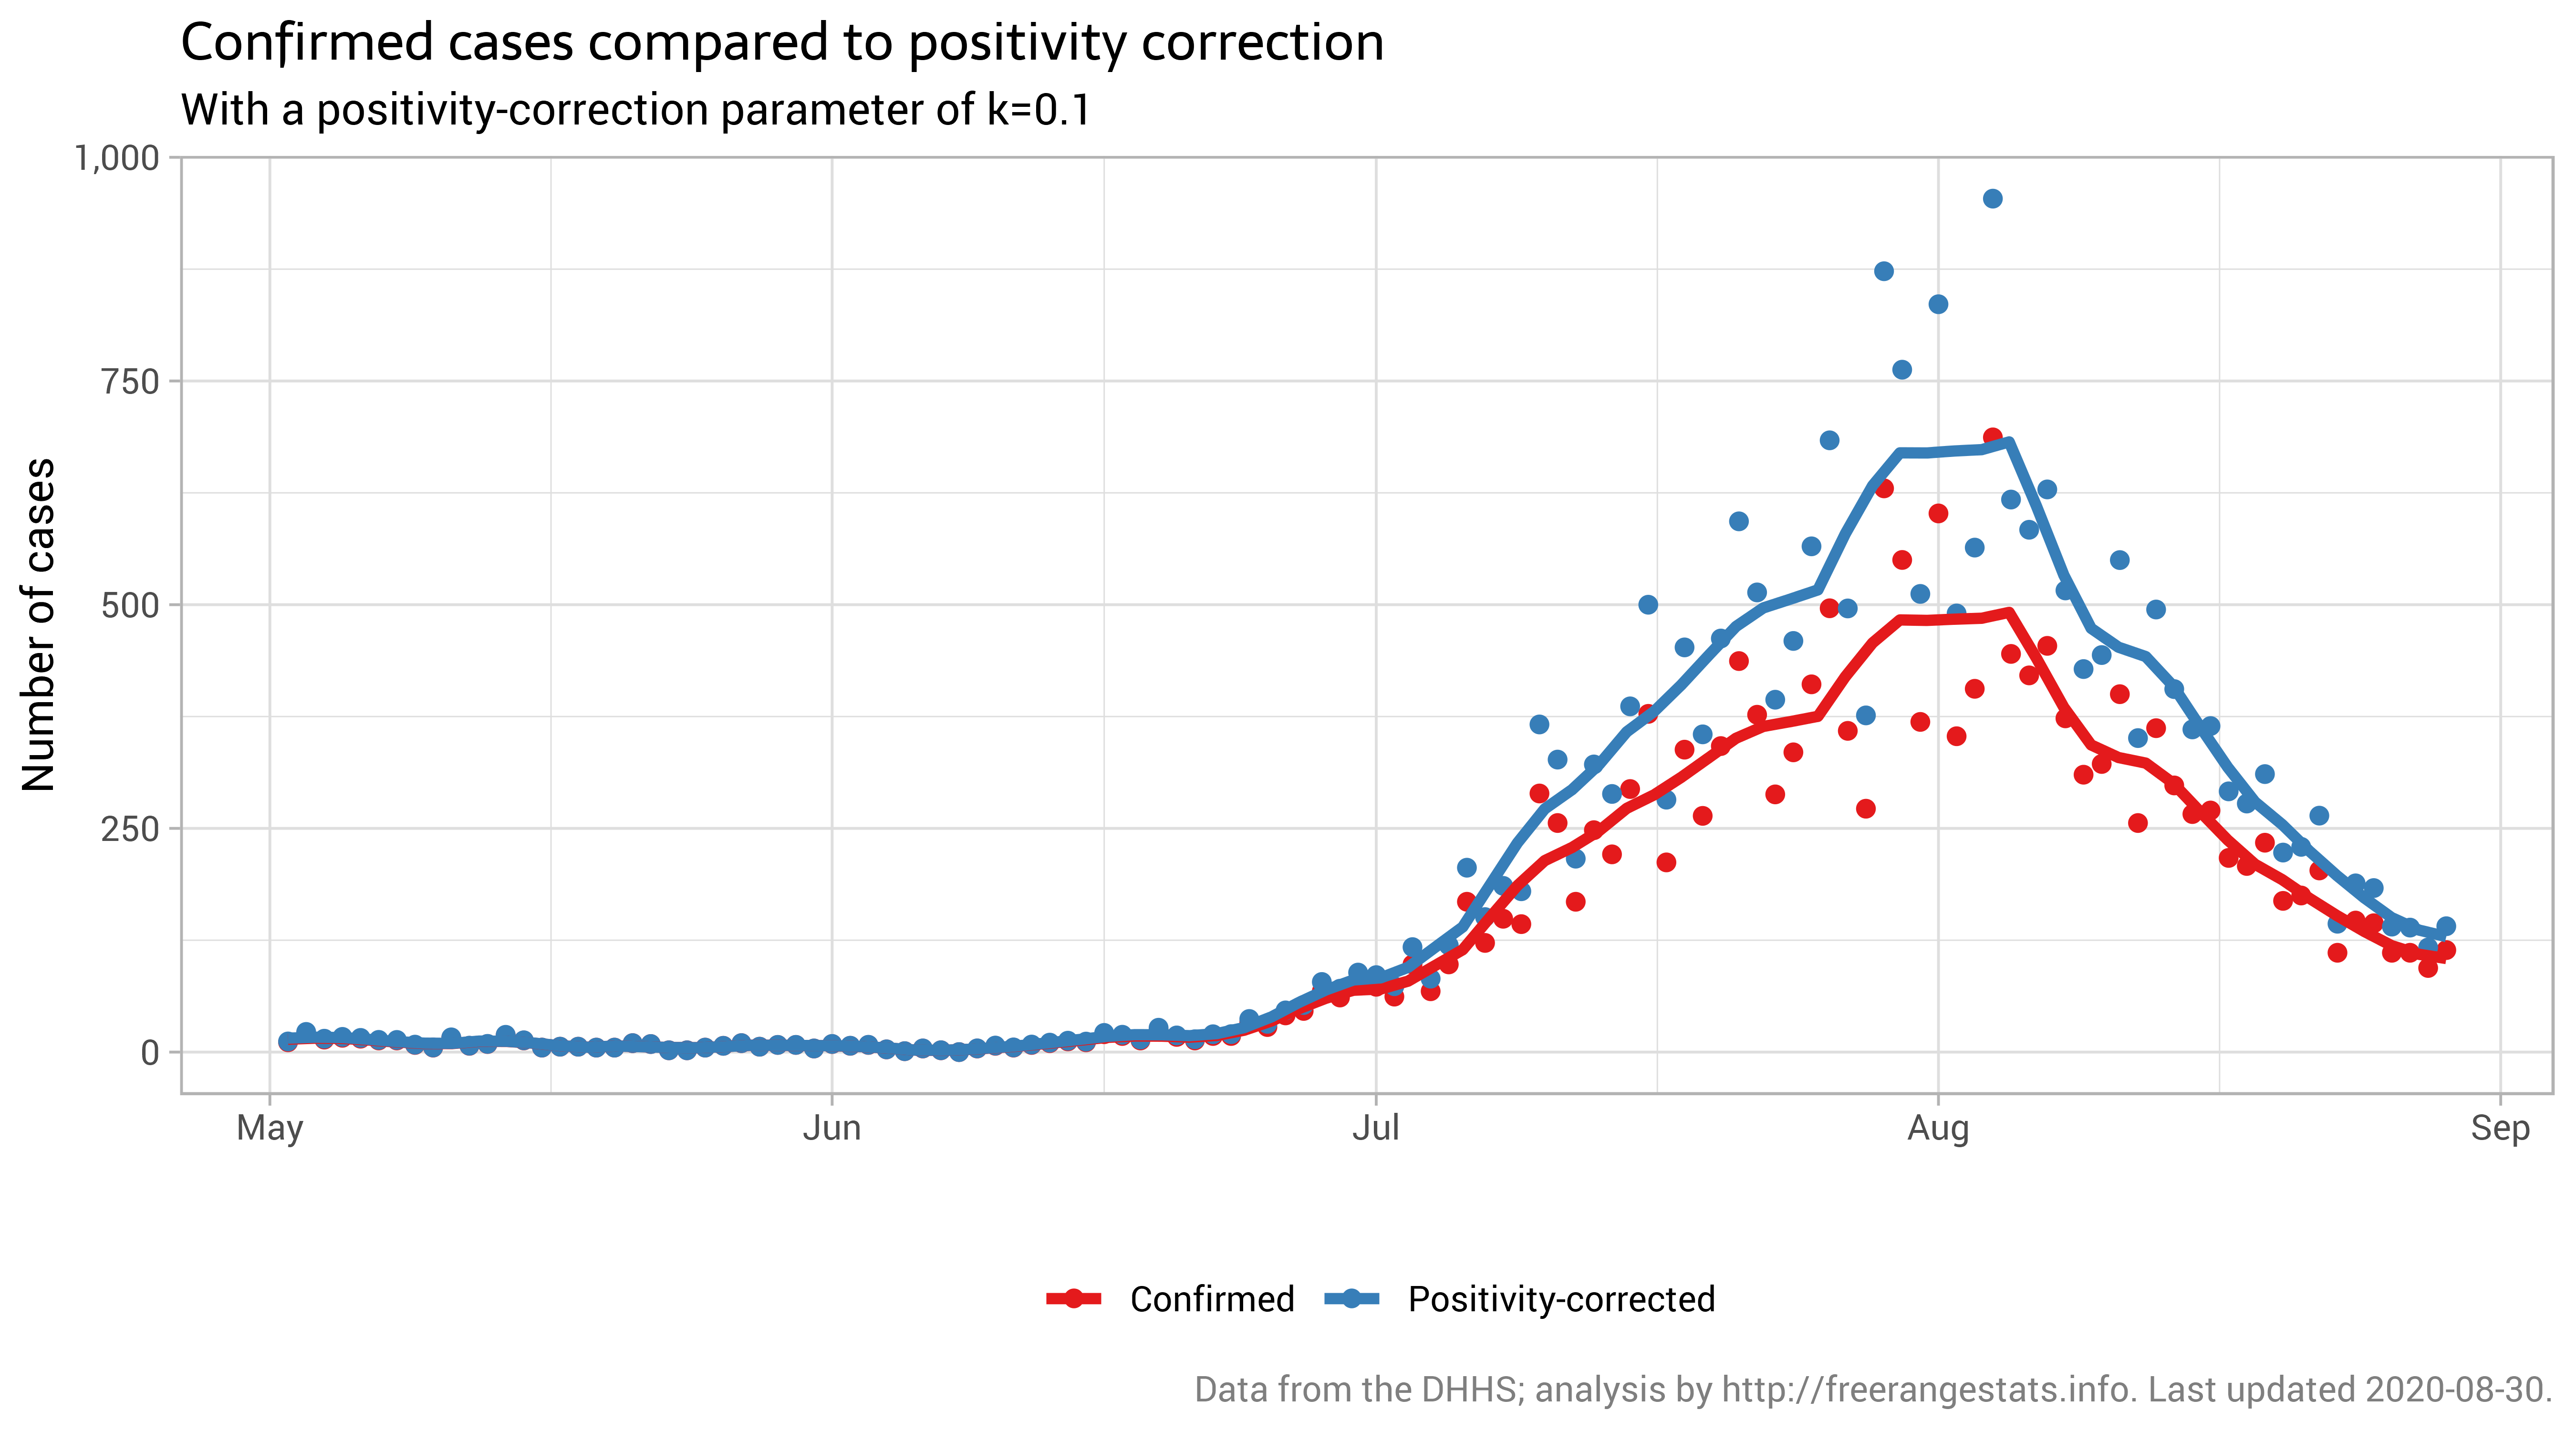 Confirmed cases compared to positivity correction
With a positivity-correction parameter of k=0.1
Number of cases
1,000
750
500
250
0
May Jun Jul Aug Sep
Confirmed Positivity-corrected
Data from the DHHS; analysis by http://freerangestats.info. Last updated 2020-08-30.